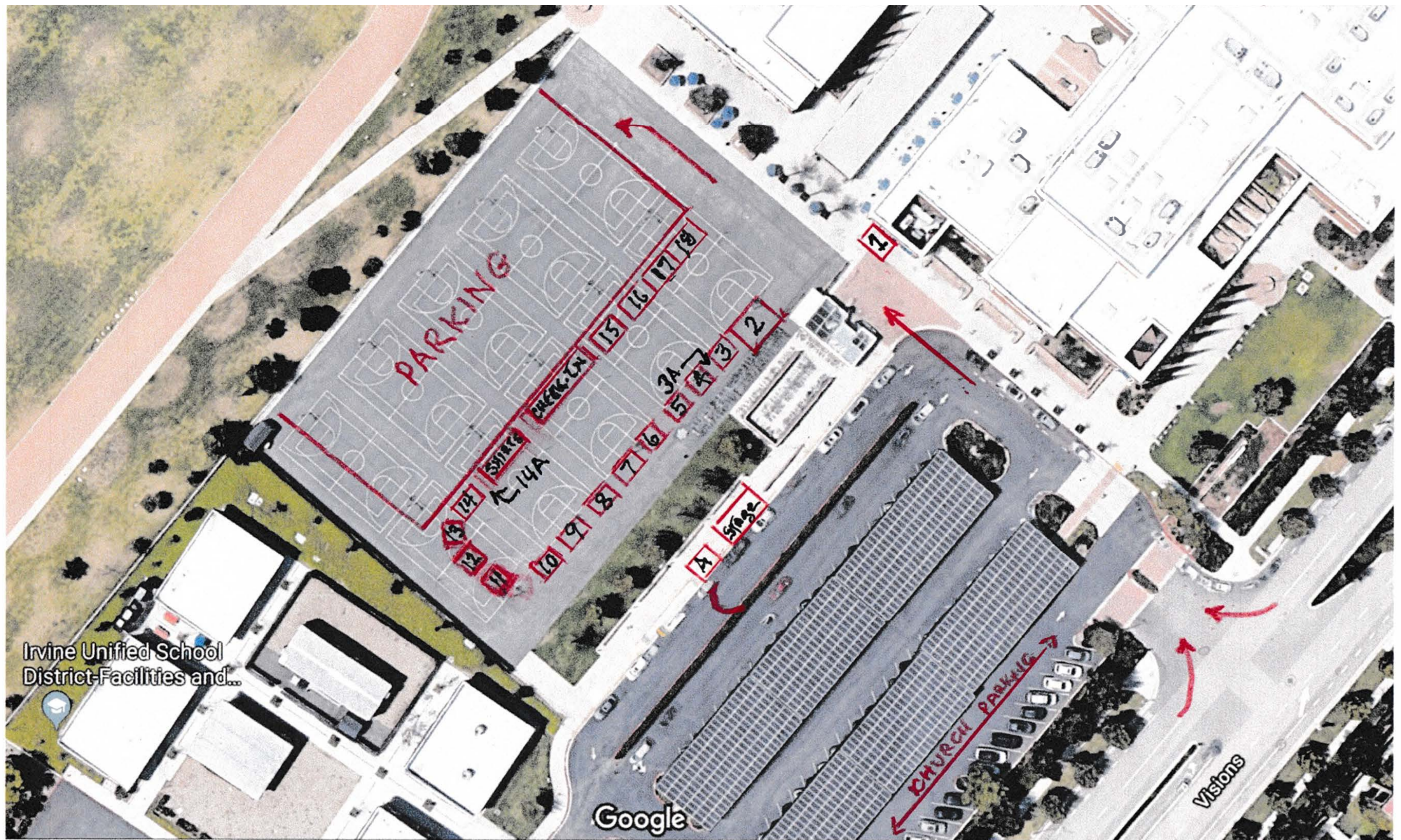 1
PARKING
18
17
16
15
CHECK-IN
SHIRTS
14A
14
13
12
11
10
9
8
7
6
5
4
3A
3
2
Stage
A
CHURCH PARKING
Irvine Unified School
District-Facilities and...
Google
Visions